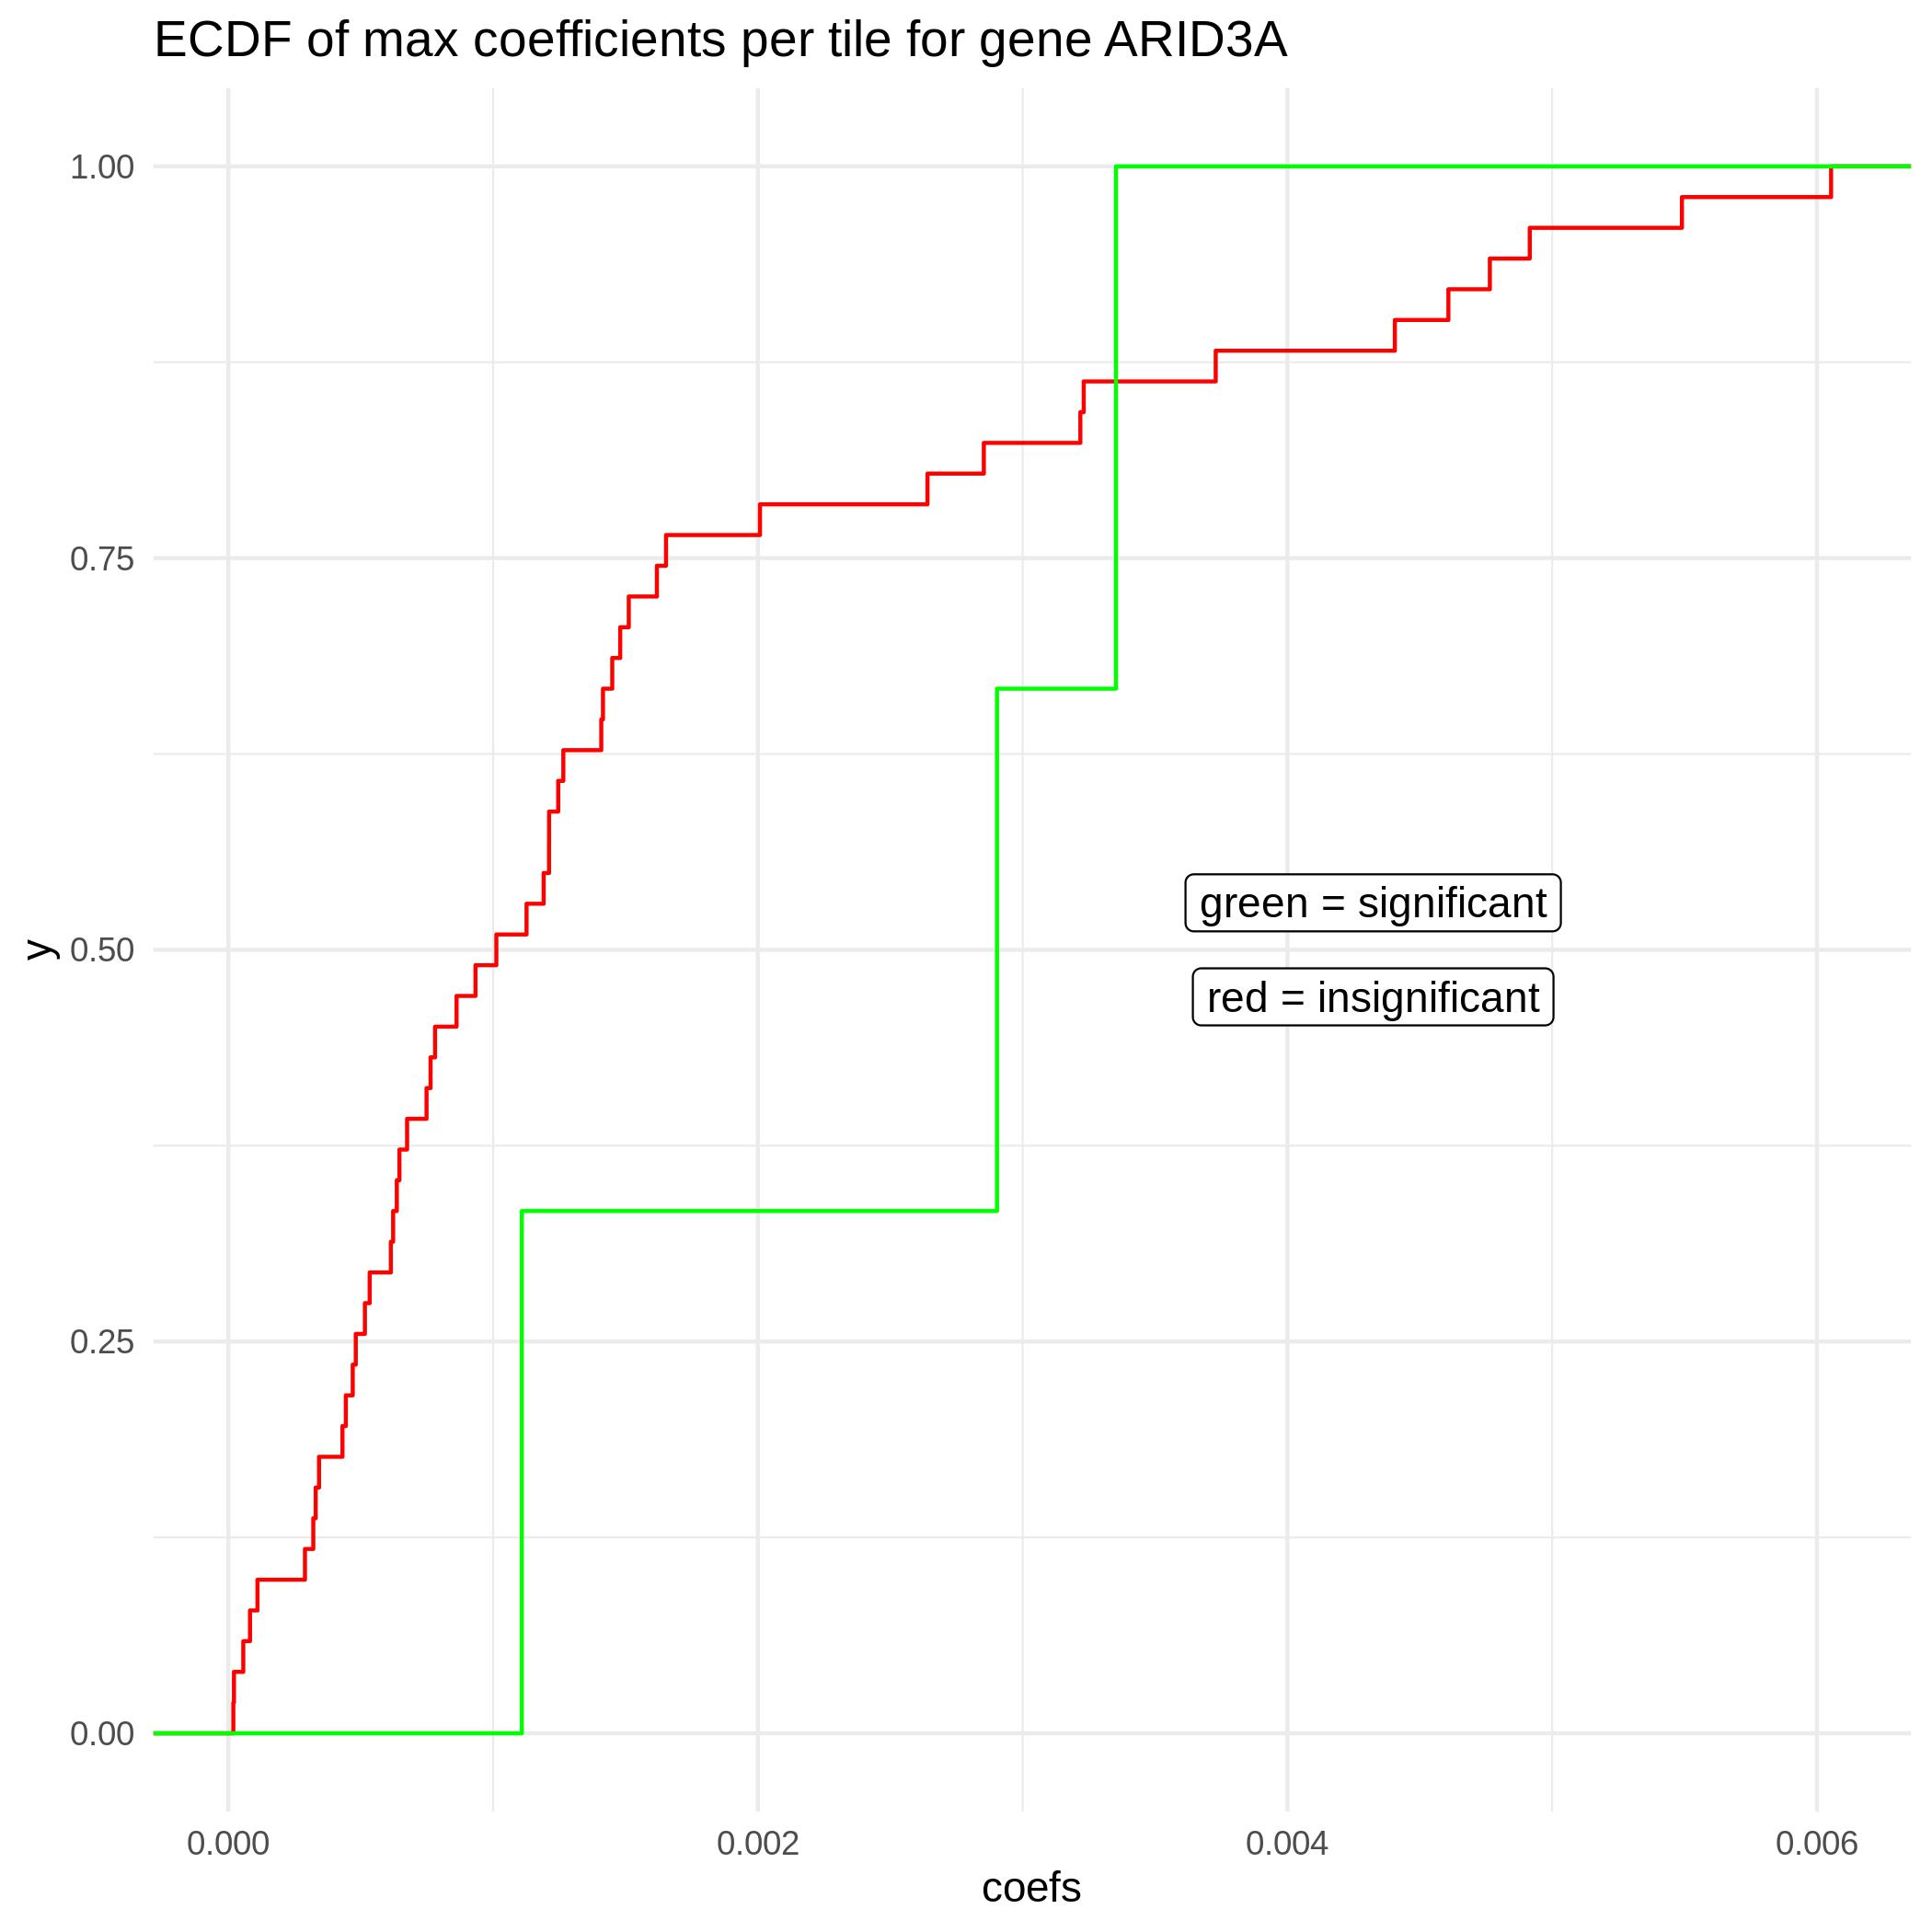 ECDF of max coefficients per tile for gene ARID3A
1.00
0.75
green = significant
y
0.50
red = insignificant
0.25
0.00
0.000
0.002
0.004
0.006
coefs